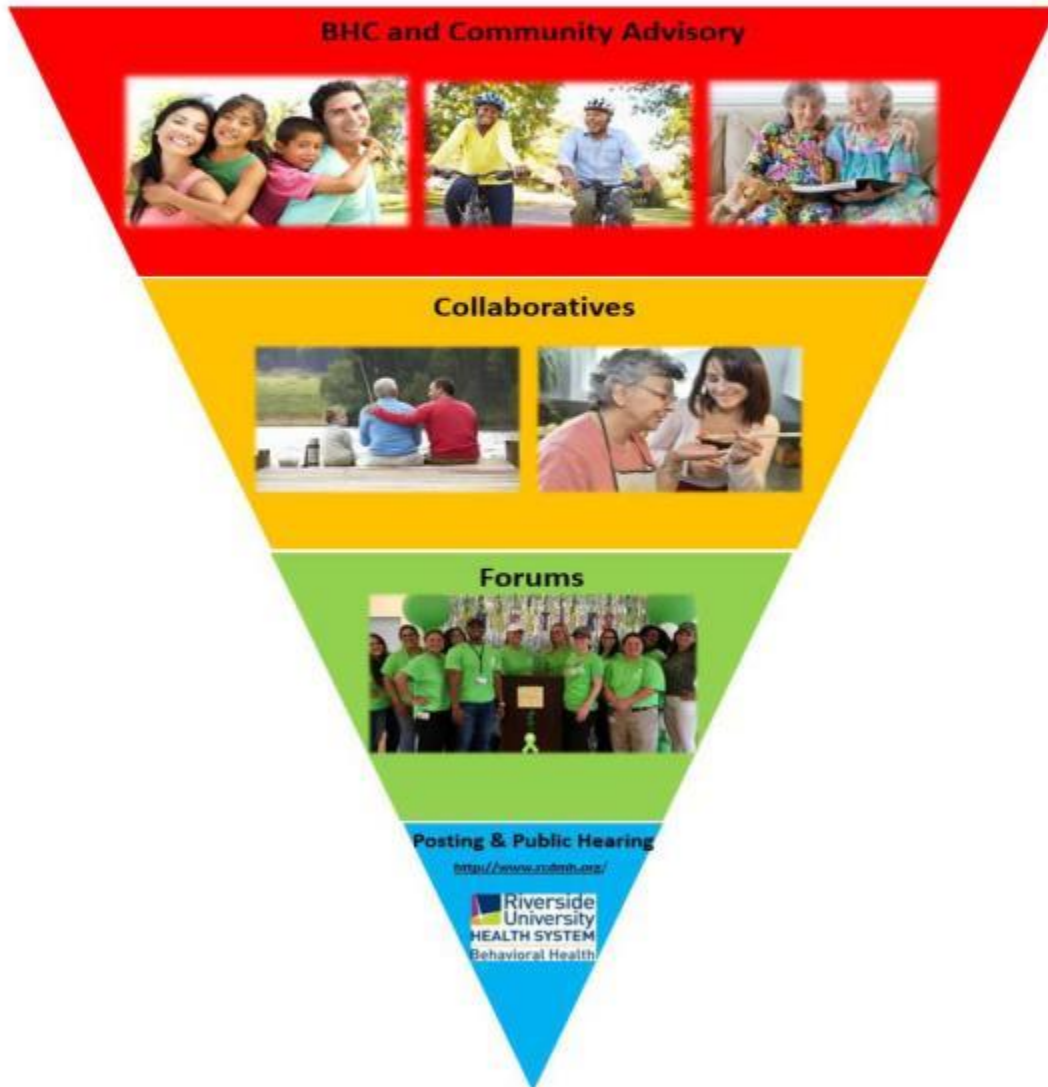 BHC and Community Advisory
Collaboratives
Forums
Posting & Public Hearing
http://www.rcdmh.org/
Riverside
University
HEALTH SYSTEM
Behavioral Health